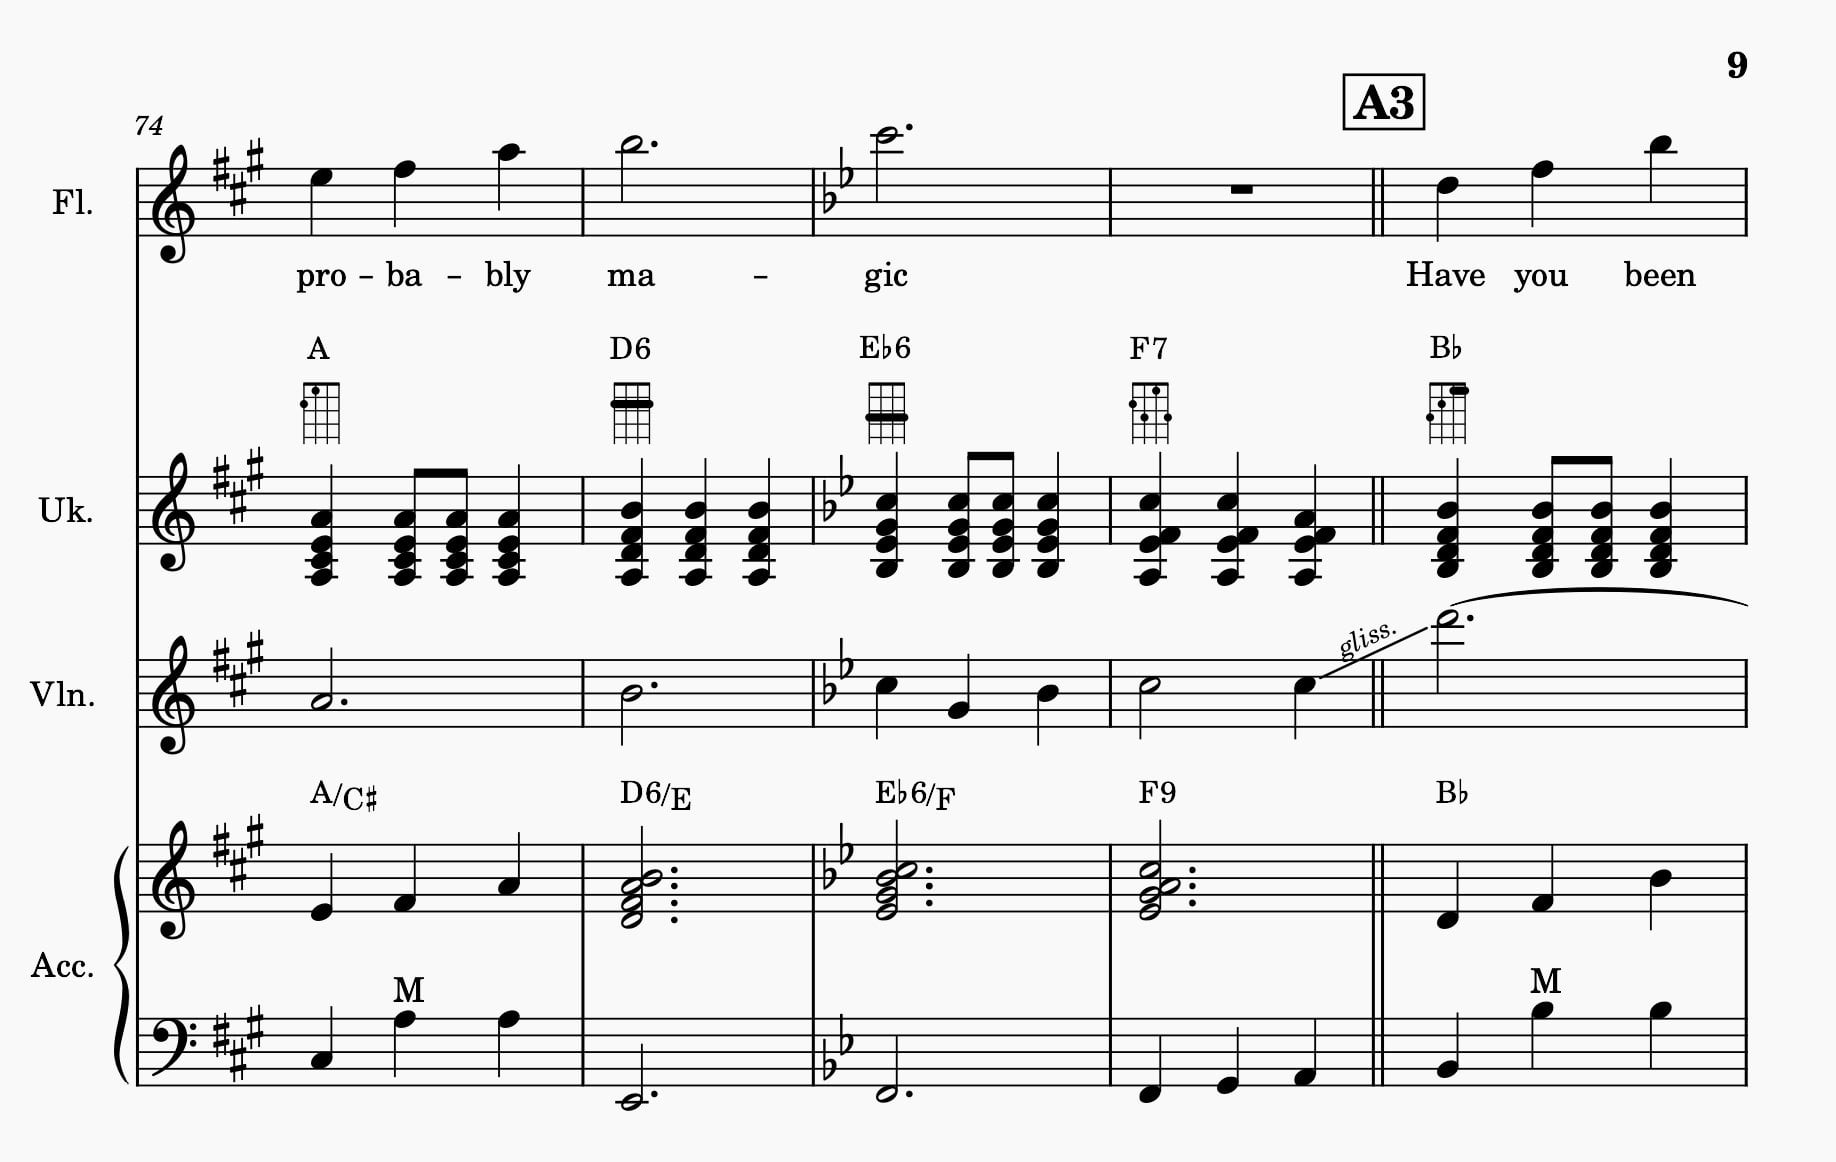 9
A3
74
Fl.
pro - ba - bly ma - gic Have you been
A D6 E♭6 F7 B♭
Uk.
gliss.
Vln.
A/C♯ D6/E E♭6/F F9 B♭
Acc.
M M